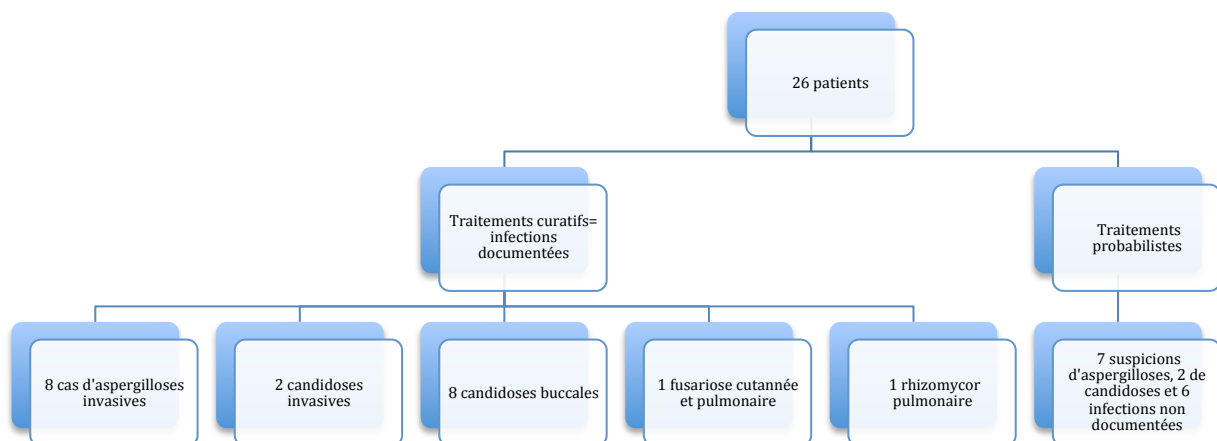 26 patients
Traitements curatifs=
infections
documentées
Traitements
probabilistes
8 cas d'aspergilloses
invasives
2 candidoses
invasives
8 candidoses buccales
1 fusariose cutannée
et pulmonaire
1 rhizomycor
pulmonaire
7 suspicions
d'aspergilloses, 2 de
candidoses et 6
infections non
documentées